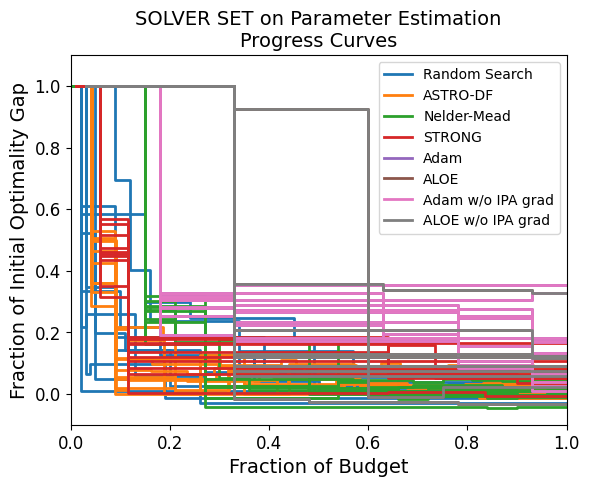 SOLVER SET on Parameter Estimation
Progress Curves
Fraction of Initial Optimality Gap
1.0
0.8
0.6
0.4
0.2
0.0
Random Search
ASTRO-DF
Nelder-Mead
STRONG
Adam
ALOE
Adam w/o IPA grad
ALOE w/o IPA grad
0.0 0.2 0.4 0.6 0.8 1.0
Fraction of Budget